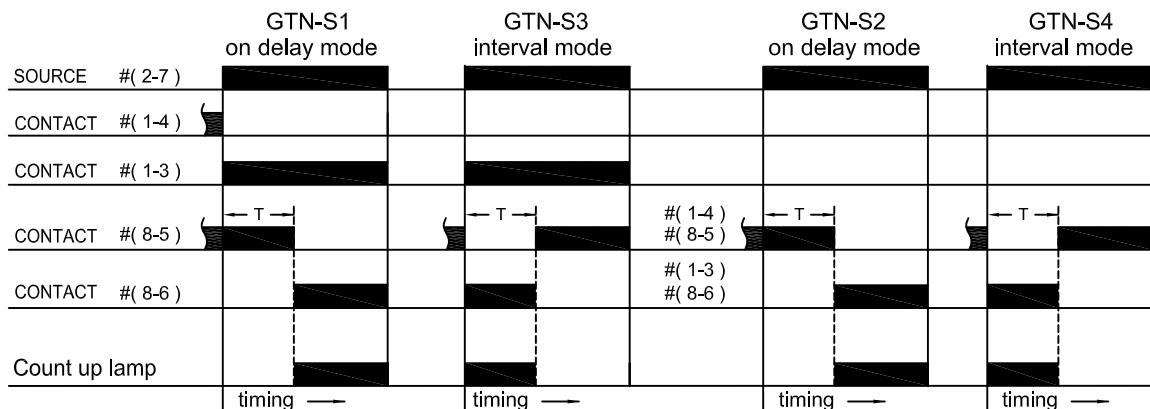 GTN-S1 GTN-S3 GTN-S2 GTN-S4
on delay mode interval mode on delay mode interval mode
SOURCE #( 2-7 )
CONTACT #( 1-4 )
CONTACT #( 1-3 )
T T #( 1-4 ) T T
CONTACT #( 8-5 ) #( 8-5 )
#( 1-3 )
CONTACT #( 8-6 ) #( 8-6 )
Count up lamp
timing timing timing timing